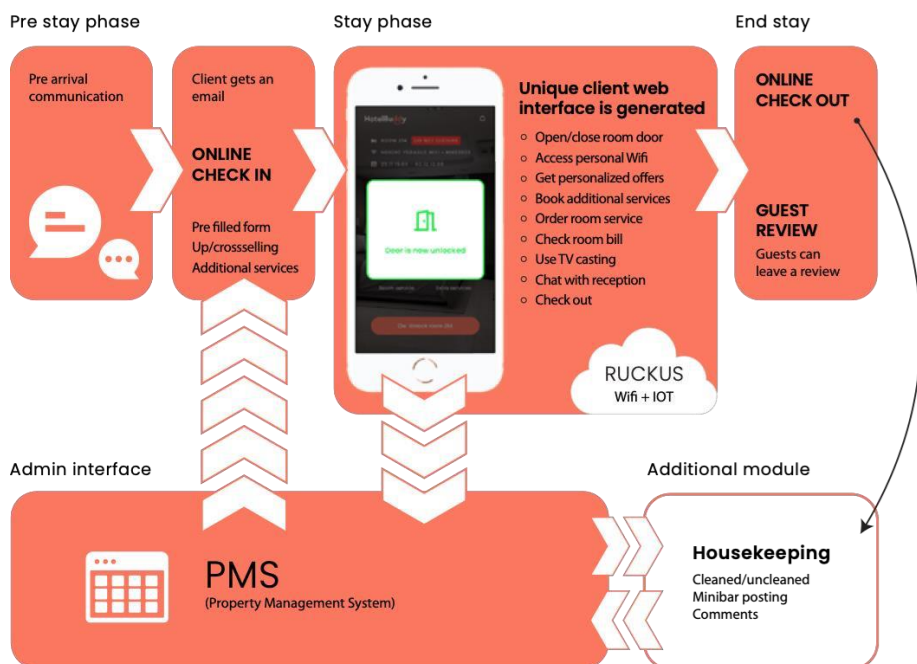 Pre stay phase
Stay phase
End stay
Pre arrival
communication
Client gets an
email
ONLINE
CHECK IN
Pre filled form
Up/crossselling
Additional services
Door is now unlocked
Unique client web
interface is generated
Open/close room door
Access personal Wifi
Get personalized offers
Book additional services
Order room service
Check room bill
Use TV casting
Chat with reception
Check out
RUCKUS
Wifi + IOT
ONLINE
CHECK OUT
GUEST
REVIEW
Guests can
leave a review
Admin interface
PMS
(Property Management System)
Additional module
Housekeeping
Cleaned/uncleaned
Minibar posting
Comments